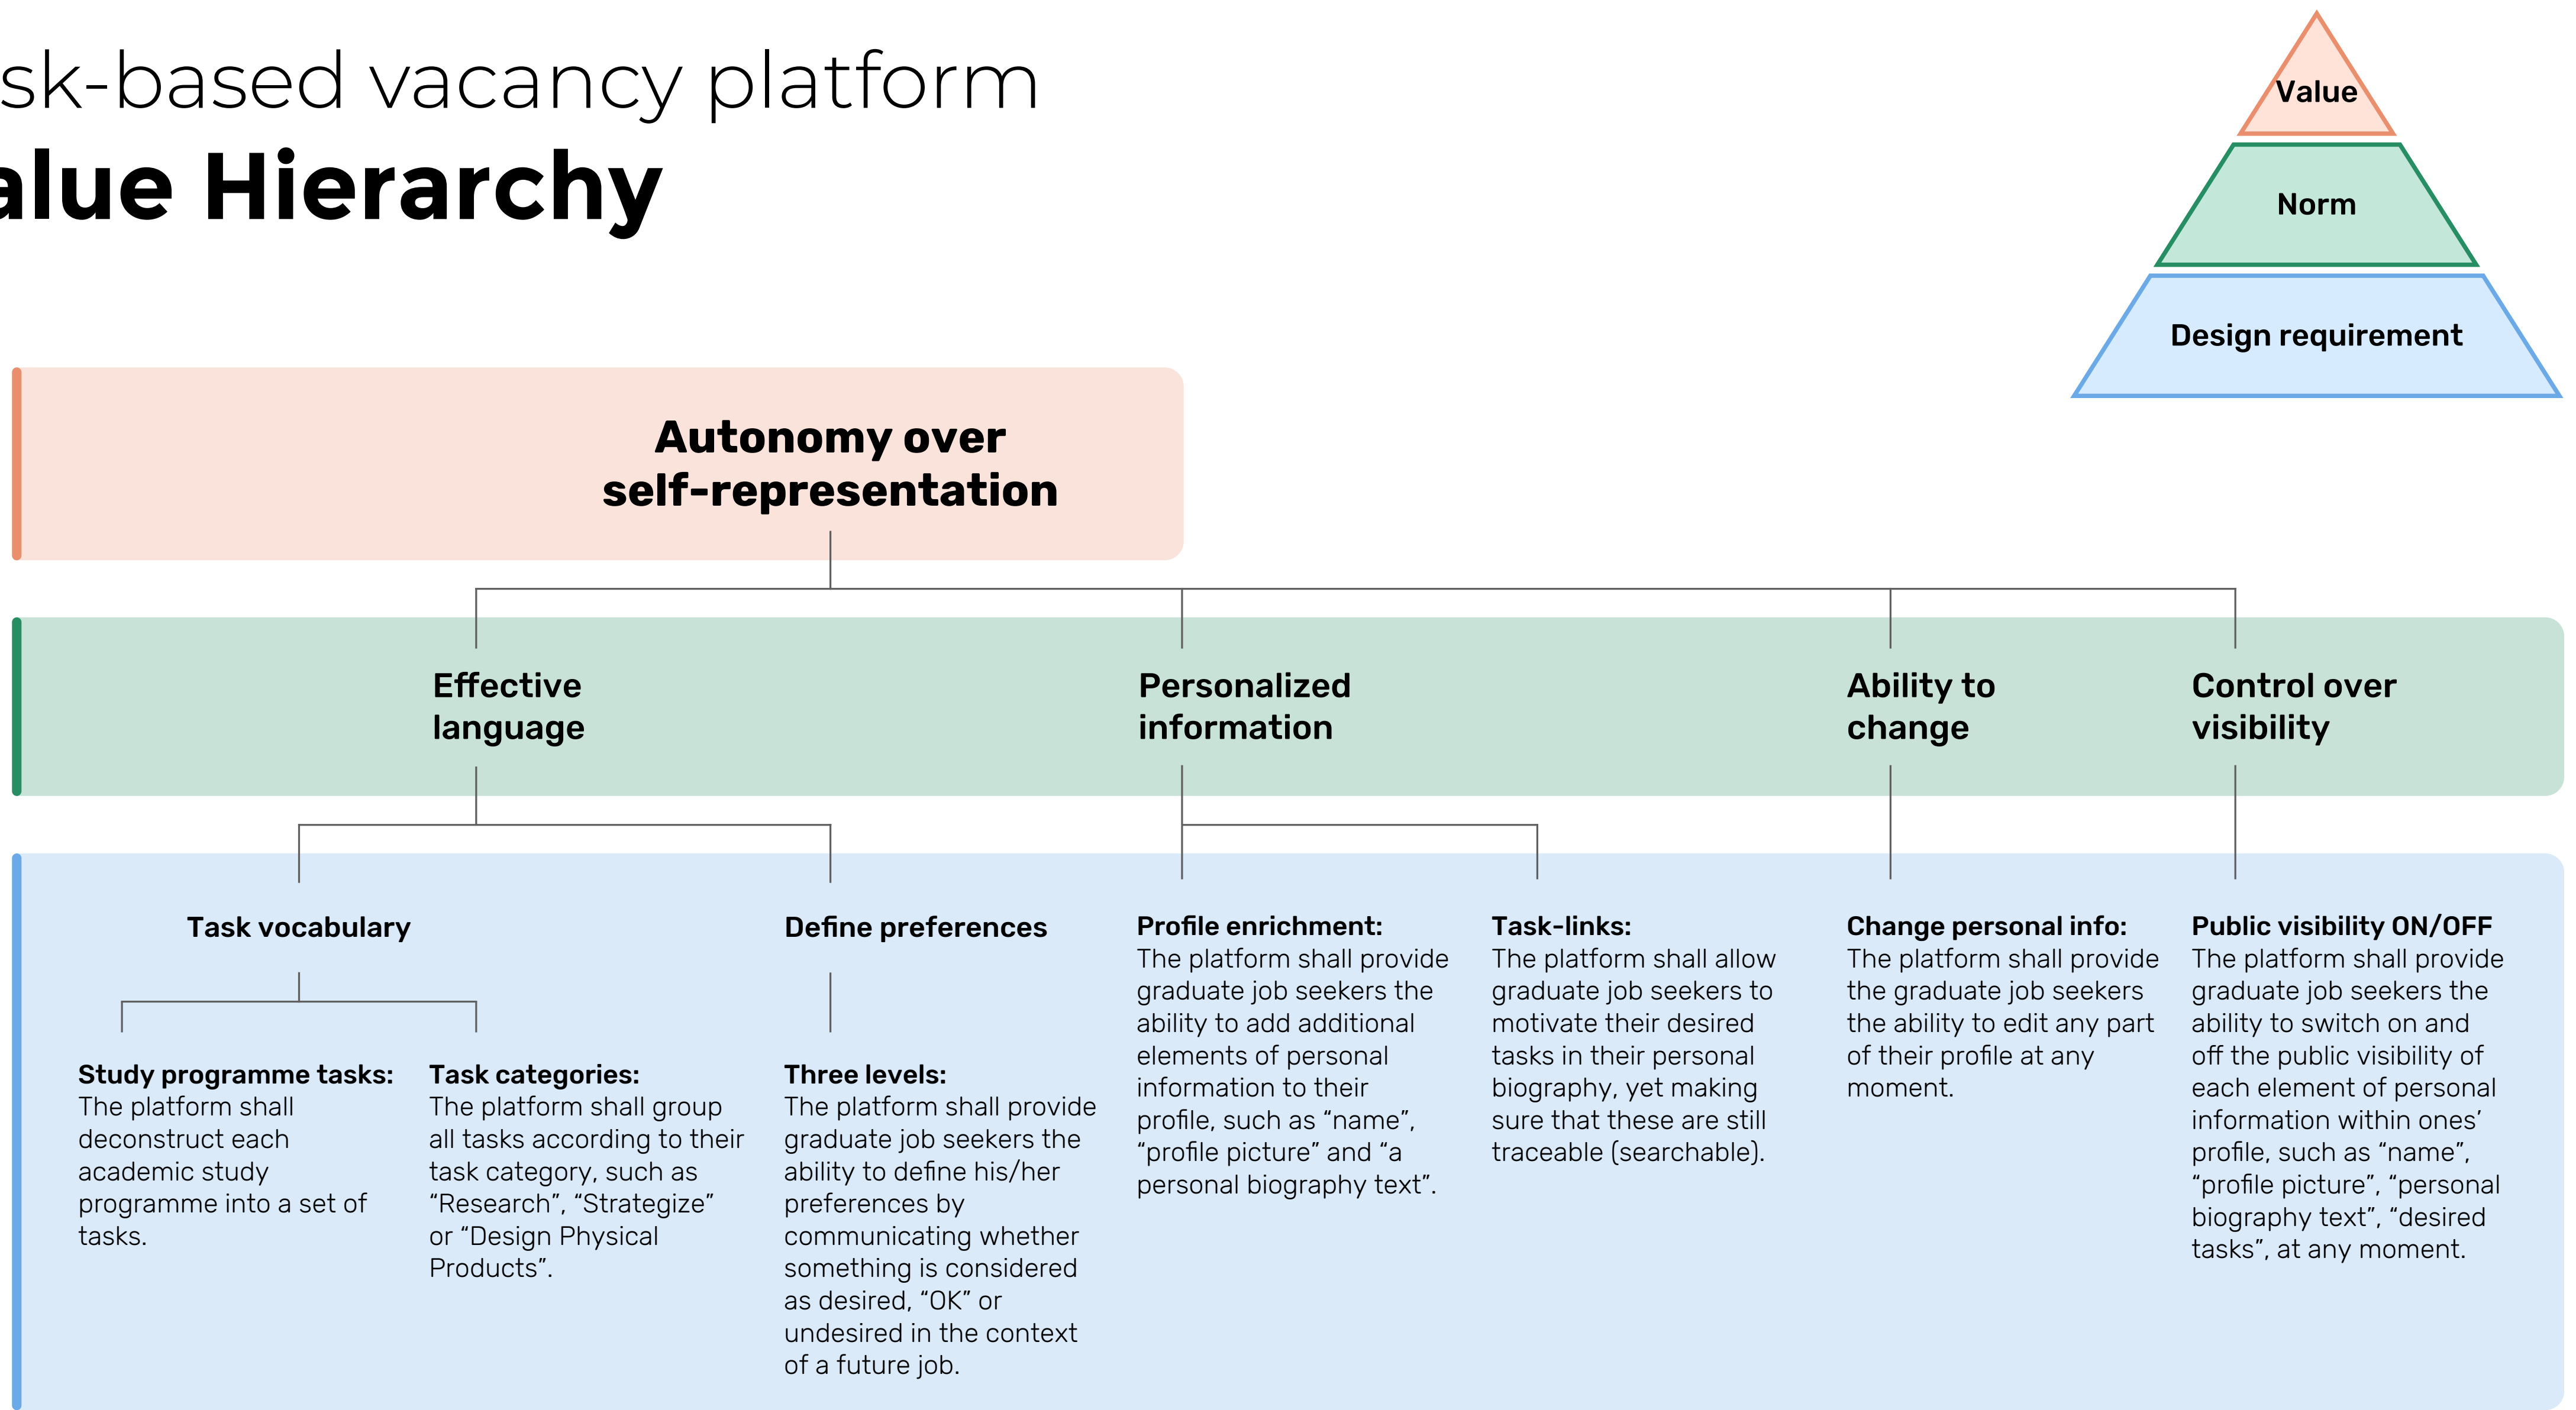 sk-based vacancy platform
alue Hierarchy
Value
Norm
Design requirement
Autonomy over
self-representation
Effective
language
Personalized
information
Ability to
change
Control over
visibility
Task vocabulary
Study programme tasks:
The platform shall
deconstruct each
academic study
programme into a set of
tasks.
Task categories:
The platform shall group
all tasks according to their
task category, such as
“Research”, “Strategize”
or “Design Physical
Products”.
Define preferences
Three levels:
The platform shall provide
graduate job seekers the
ability to define his/her
preferences by
communicating whether
something is considered
as desired, “OK” or
undesired in the context
of a future job.
Profile enrichment:
The platform shall provide
graduate job seekers the
ability to add additional
elements of personal
information to their
profile, such as “name”,
“profile picture” and “a
personal biography text”.
Task-links:
The platform shall allow
graduate job seekers to
motivate their desired
tasks in their personal
biography, yet making
sure that these are still
traceable (searchable).
Change personal info:
The platform shall provide
the graduate job seekers
the ability to edit any part
of their profile at any
moment.
Public visibility ON/OFF
The platform shall provide
graduate job seekers the
ability to switch on and
off the public visibility of
each element of personal
information within ones’
profile, such as “name”,
“profile picture”, “personal
biography text”, “desired
tasks”, at any moment.